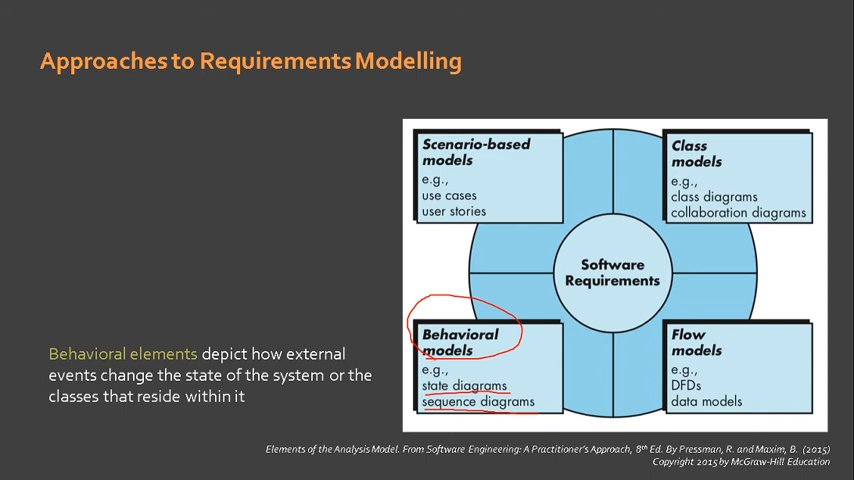 Approaches to Requirements Modelling
Scenario-based
models
e.g.,
use cases
user stories
Class
models
e.g.,
class diagrams
collaboration diagrams
Software
Requirements
Behavioral
models
e.g.,
state diagrams
sequence diagrams
Flow
models
e.g.,
DFDs
data models
Behavioral elements depict how external
events change the state of the system or the
classes that reside within it
Elements of the Analysis Model. From Software Engineering: A Practitioner's Approach, 8th Ed. By Pressman, R. and Maxim, B. (2015)
Copyright 2015 by McGraw-Hill Education